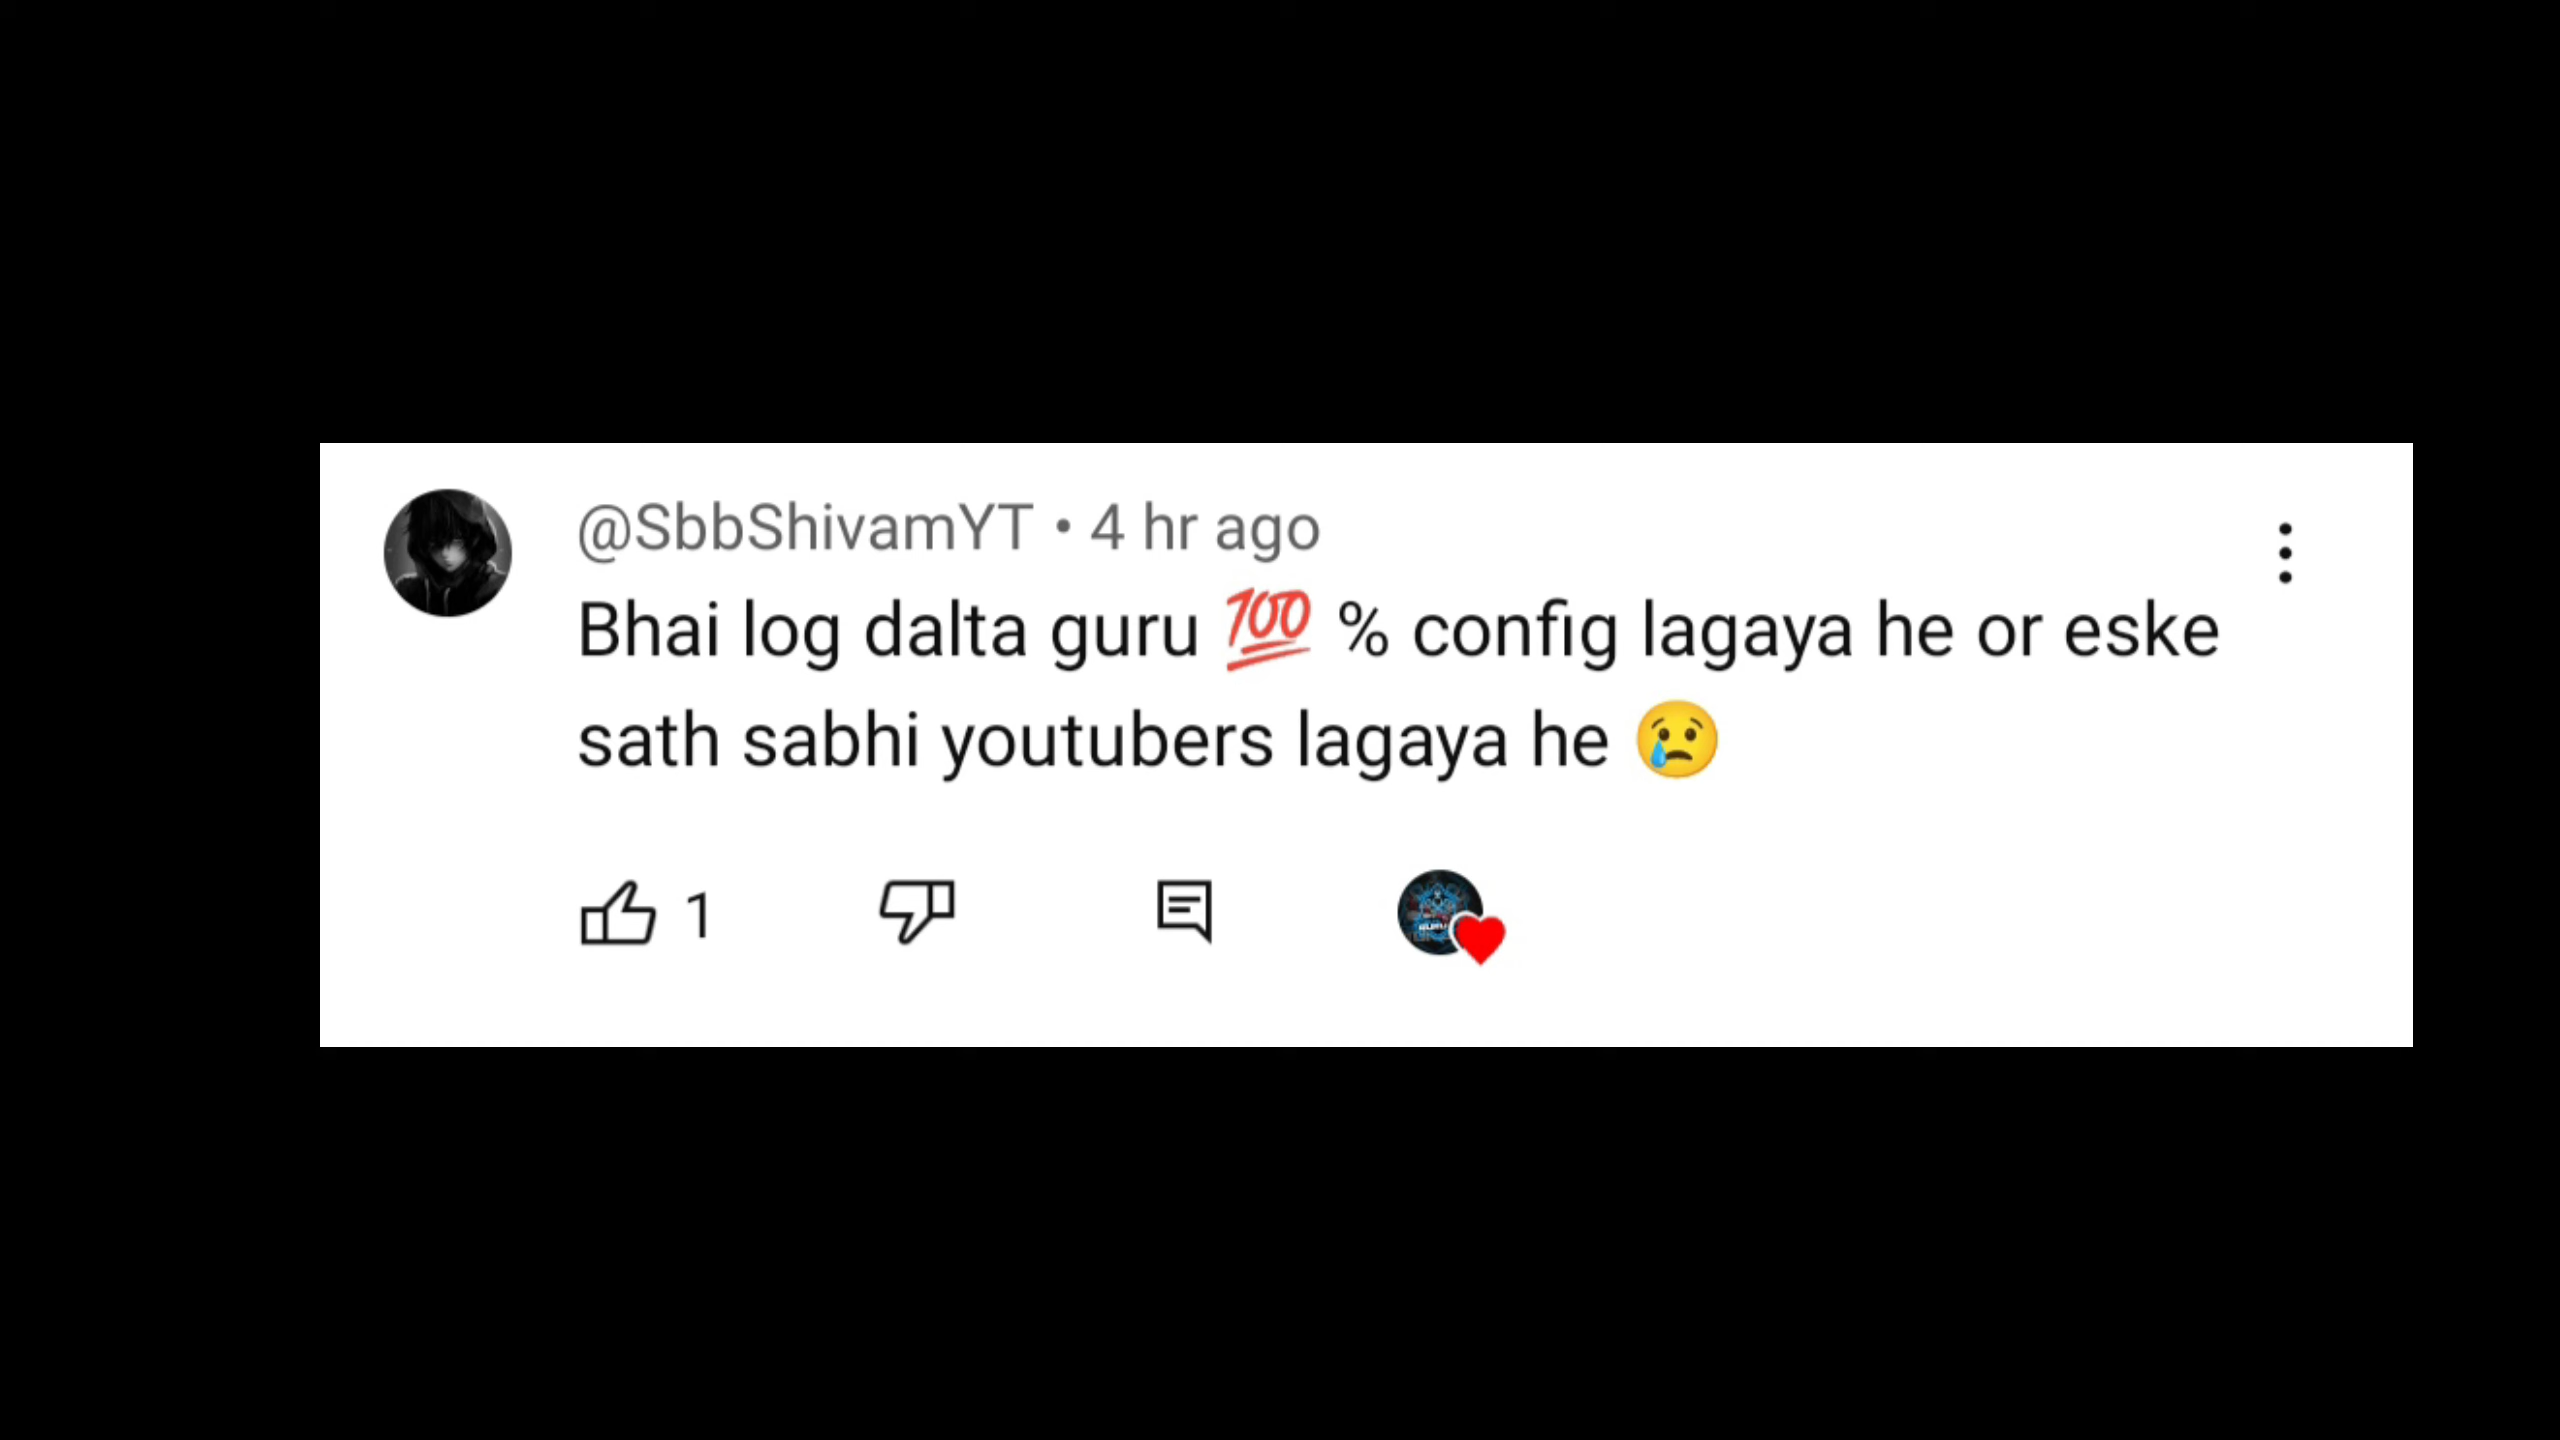 @SbbShivamYT • 4 hr ago
Bhai log dalta guru 💯 % config lagaya he or eske
sath sabhi youtubers lagaya he 😢
1